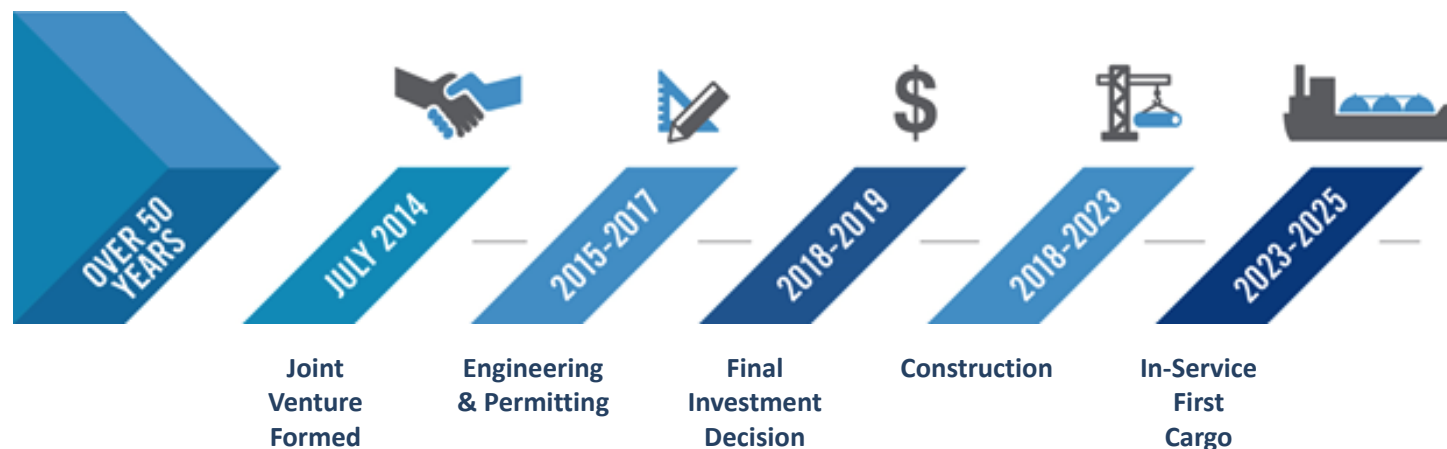 OVER 50
YEARS
JULY 2014
2015-2017
2018-2019
2018-2023
2023-2025
$
Joint
Venture
Formed
Engineering
& Permitting
Final
Investment
Decision
Construction
In-Service
First
Cargo